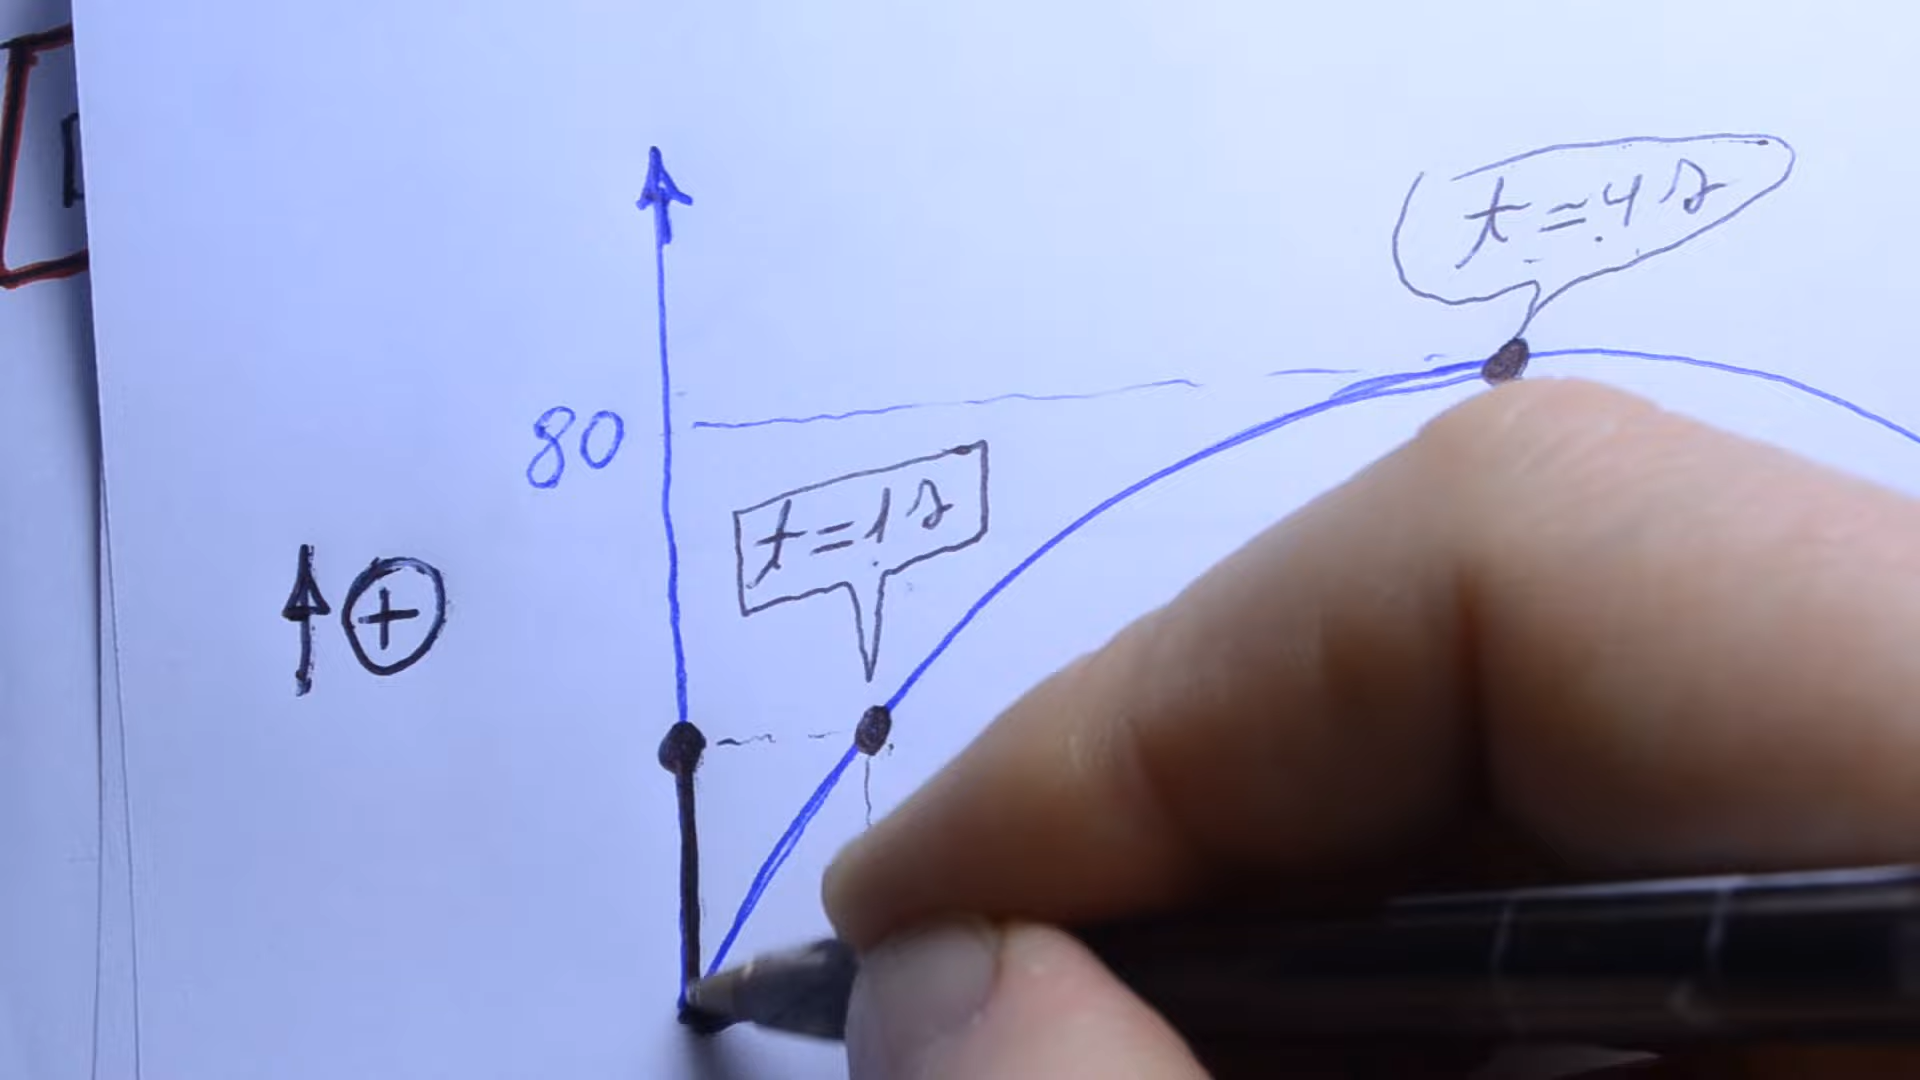 t = 4 s
80
t = 1 s
+